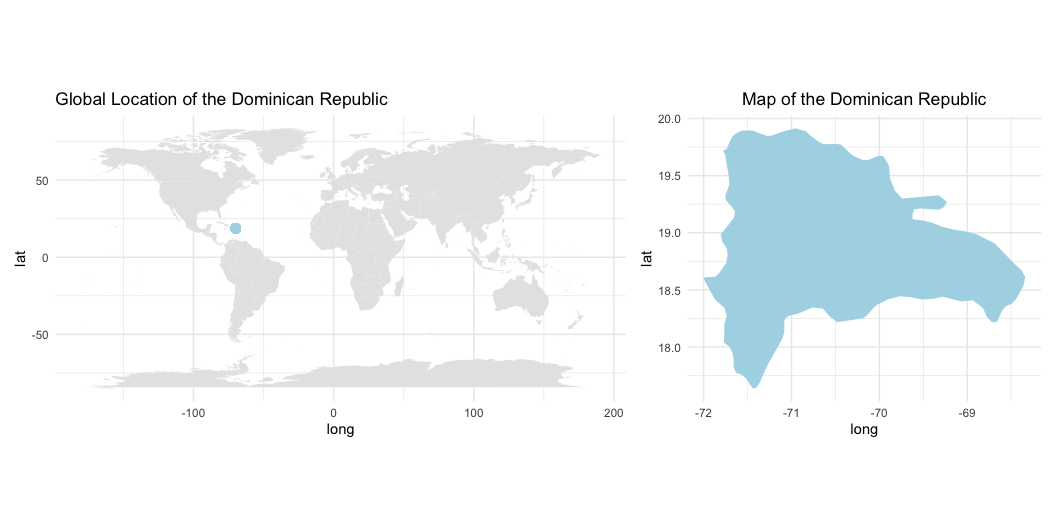 Global Location of the Dominican Republic
50
0
-50
lat
-100 0 100 200
long
Map of the Dominican Republic
20.0
19.5
19.0
18.5
18.0
lat
-72 -71 -70 -69
long